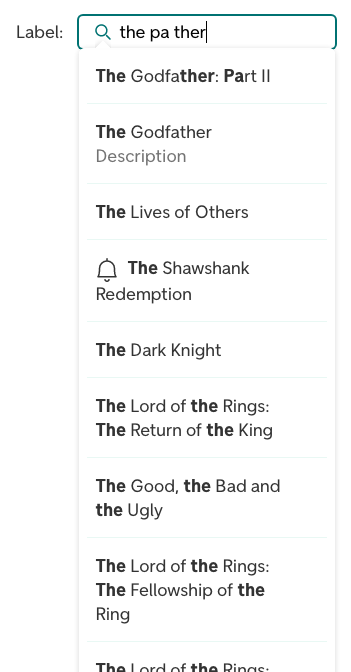 Label:
the pa ther
The Godfather: Part II
The Godfather
Description
The Lives of Others
The Shawshank
Redemption
The Dark Knight
The Lord of the Rings:
The Return of the King
The Good, the Bad and
the Ugly
The Lord of the Rings:
The Fellowship of the
Ring
The Lord of the Rings: